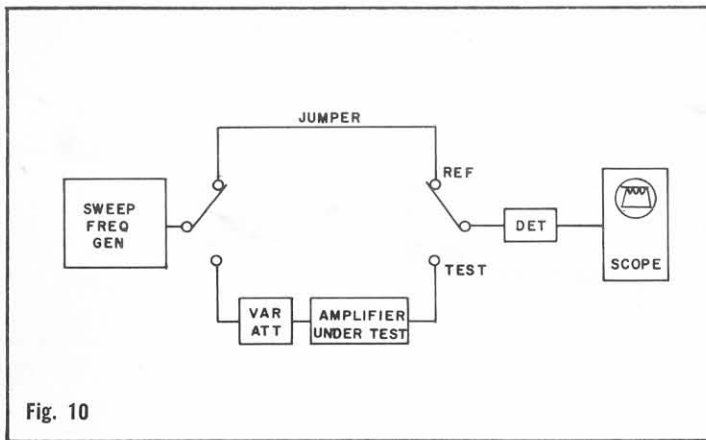 JUMPER
REF
SWEEP
FREQ
GEN
DET
SCOPE
TEST
VAR
ATT
AMPLIFIER
UNDER TEST
Fig. 10